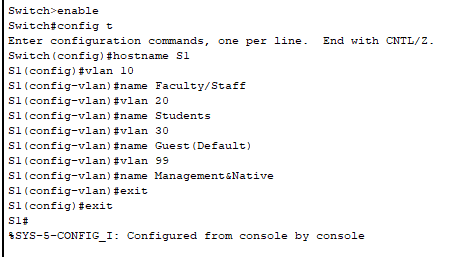 Switch>enable
Switch#config t
Enter configuration commands, one per line.  End with CNTL/Z.
Switch(config)#hostname S1
S1(config)#vlan 10
S1(config-vlan)#name Faculty/Staff
S1(config-vlan)#vlan 20
S1(config-vlan)#name Students
S1(config-vlan)#vlan 30
S1(config-vlan)#name Guest(Default)
S1(config-vlan)#vlan 99
S1(config-vlan)#name Management&Native
S1(config-vlan)#exit
S1(config)#exit
S1#
%SYS-5-CONFIG_I: Configured from console by console